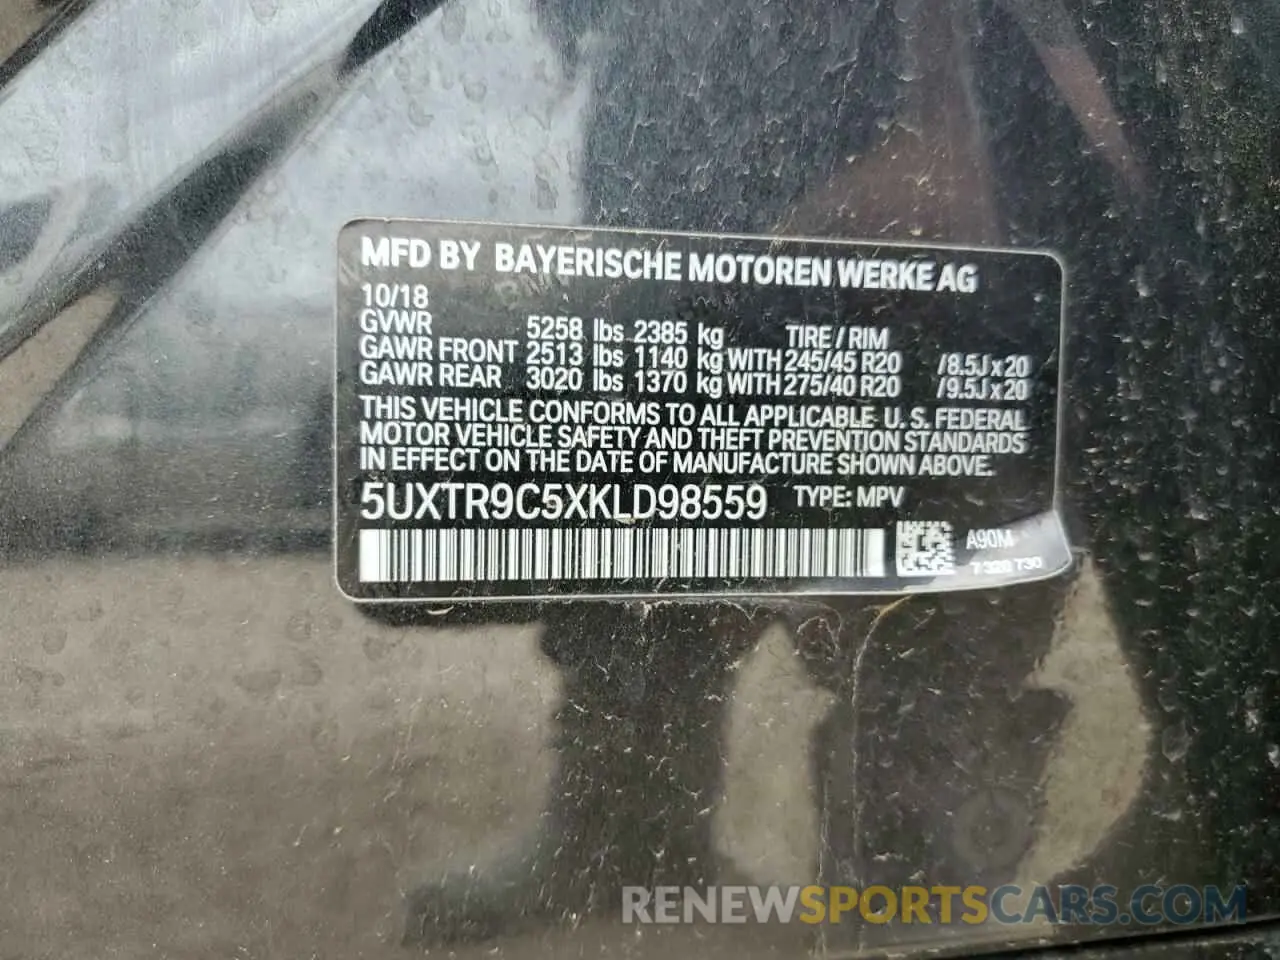 MFD BY BAYERISCHE MOTOREN WERKE AG
10/18
GVWR 5258 lbs 2385 kg TIRE / RIM
GAWR FRONT 2513 lbs 1140 kg WITH 245/45 R20 /8.5J x 20
GAWR REAR 3020 lbs 1370 kg WITH 275/40 R20 /9.5J x 20
THIS VEHICLE CONFORMS TO ALL APPLICABLE U. S. FEDERAL
MOTOR VEHICLE SAFETY AND THEFT PREVENTION STANDARDS
IN EFFECT ON THE DATE OF MANUFACTURE SHOWN ABOVE.
5UXTR9C5XKLD98559 TYPE: MPV
A90M
7 320 730
RENEWSPORTSCARS.COM